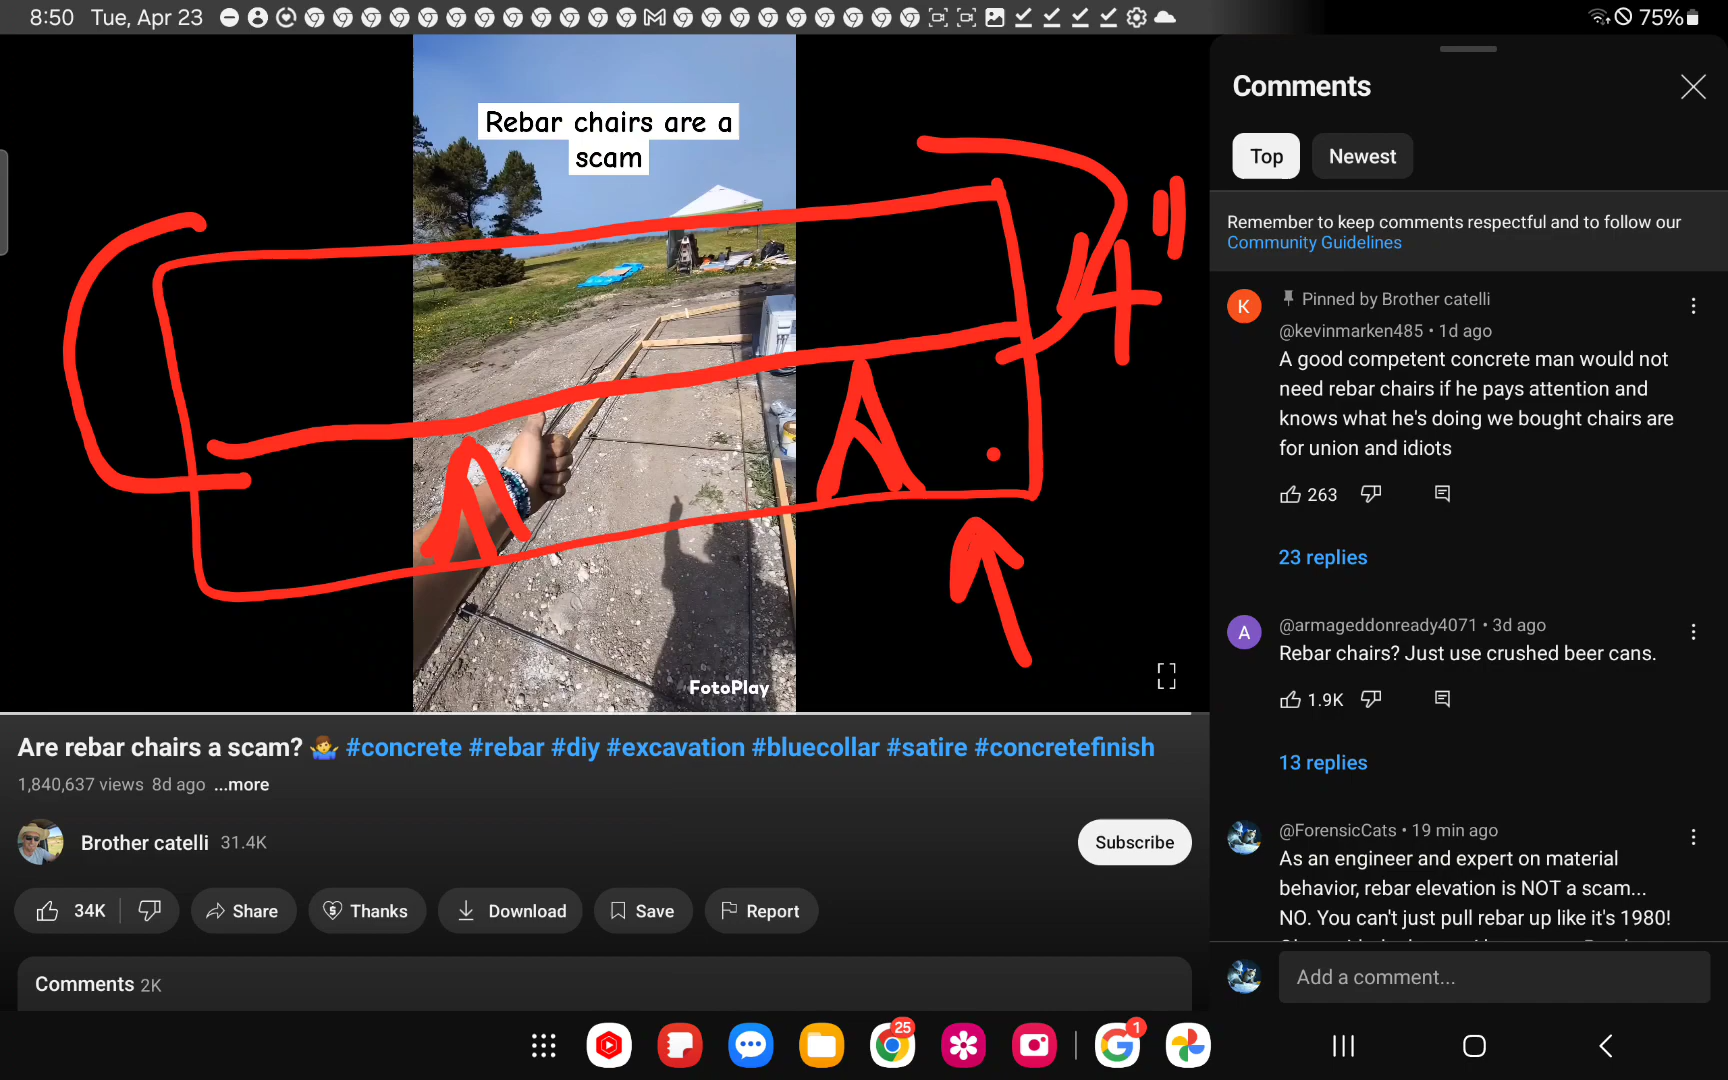 8:50 Tue, Apr 23
75%
Rebar chairs are a
scam
4"
FotoPlay
Are rebar chairs a scam? 🤷 #concrete #rebar #diy #excavation #bluecollar #satire #concretefinish
1,840,637 views 8d ago ...more
Brother catelli 31.4K
Subscribe
34K
Share
Thanks
Download
Save
Report
Comments 2K
Comments
Top
Newest
Remember to keep comments respectful and to follow our
Community Guidelines
K
Pinned by Brother catelli
@kevinmarken485 • 1d ago
A good competent concrete man would not
need rebar chairs if he pays attention and
knows what he's doing we bought chairs are
for union and idiots
263
23 replies
A
@armageddonready4071 • 3d ago
Rebar chairs? Just use crushed beer cans.
1.9K
13 replies
@ForensicCats • 19 min ago
As an engineer and expert on material
behavior, rebar elevation is NOT a scam...
NO. You can't just pull rebar up like it's 1980!
Add a comment...
25
1